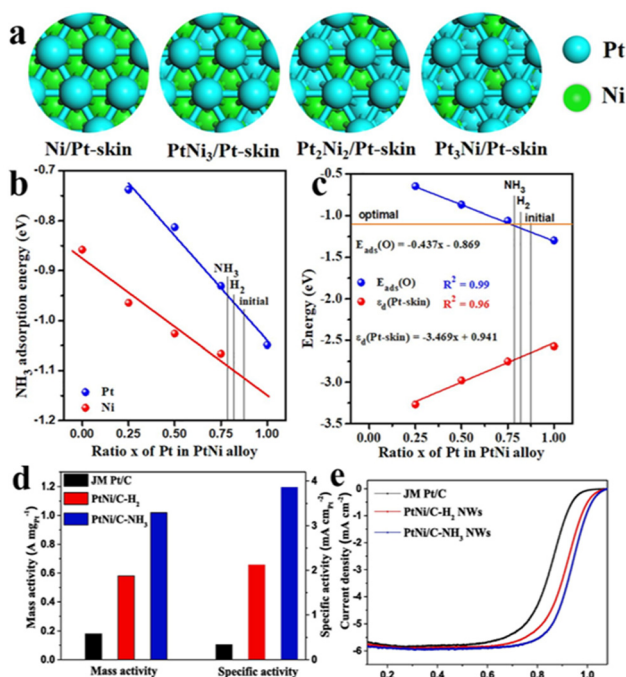 a
Pt
Ni
Ni/Pt-skin PtNi₃/Pt-skin Pt₂Ni₂/Pt-skin Pt₃Ni/Pt-skin
b
NH₃ adsorption energy (eV)
-0.7
-0.8
-0.9
-1.0
-1.1
-1.2
NH₃
H₂
initial
Pt
Ni
0.00 0.25 0.50 0.75 1.00
Ratio x of Pt in PtNi alloy
c
Energy (eV)
-0.5
-1.0
-1.5
-2.0
-2.5
-3.0
-3.5
NH₃
H₂
initial
optimal
E_ads(O) = -0.437x - 0.869
E_ads(O) R² = 0.99
ε_d(Pt-skin) R² = 0.96
ε_d(Pt-skin) = -3.469x + 0.941
0.00 0.25 0.50 0.75 1.00
Ratio x of Pt in PtNi alloy
d
Mass activity (A mg_Pt⁻¹)
1.2
1.0
0.8
0.6
0.4
0.2
0.0
JM Pt/C
PtNi/C-H₂
PtNi/C-NH₃
4
3
2
1
0
Specific activity (mA cm_Pt⁻²)
Mass activity Specific activity
e
Current density (mA cm⁻²)
0
-1
-2
-3
-4
-5
-6
JM Pt/C
PtNi/C-H₂ NWs
PtNi/C-NH₃ NWs
0.2 0.4 0.6 0.8 1.0